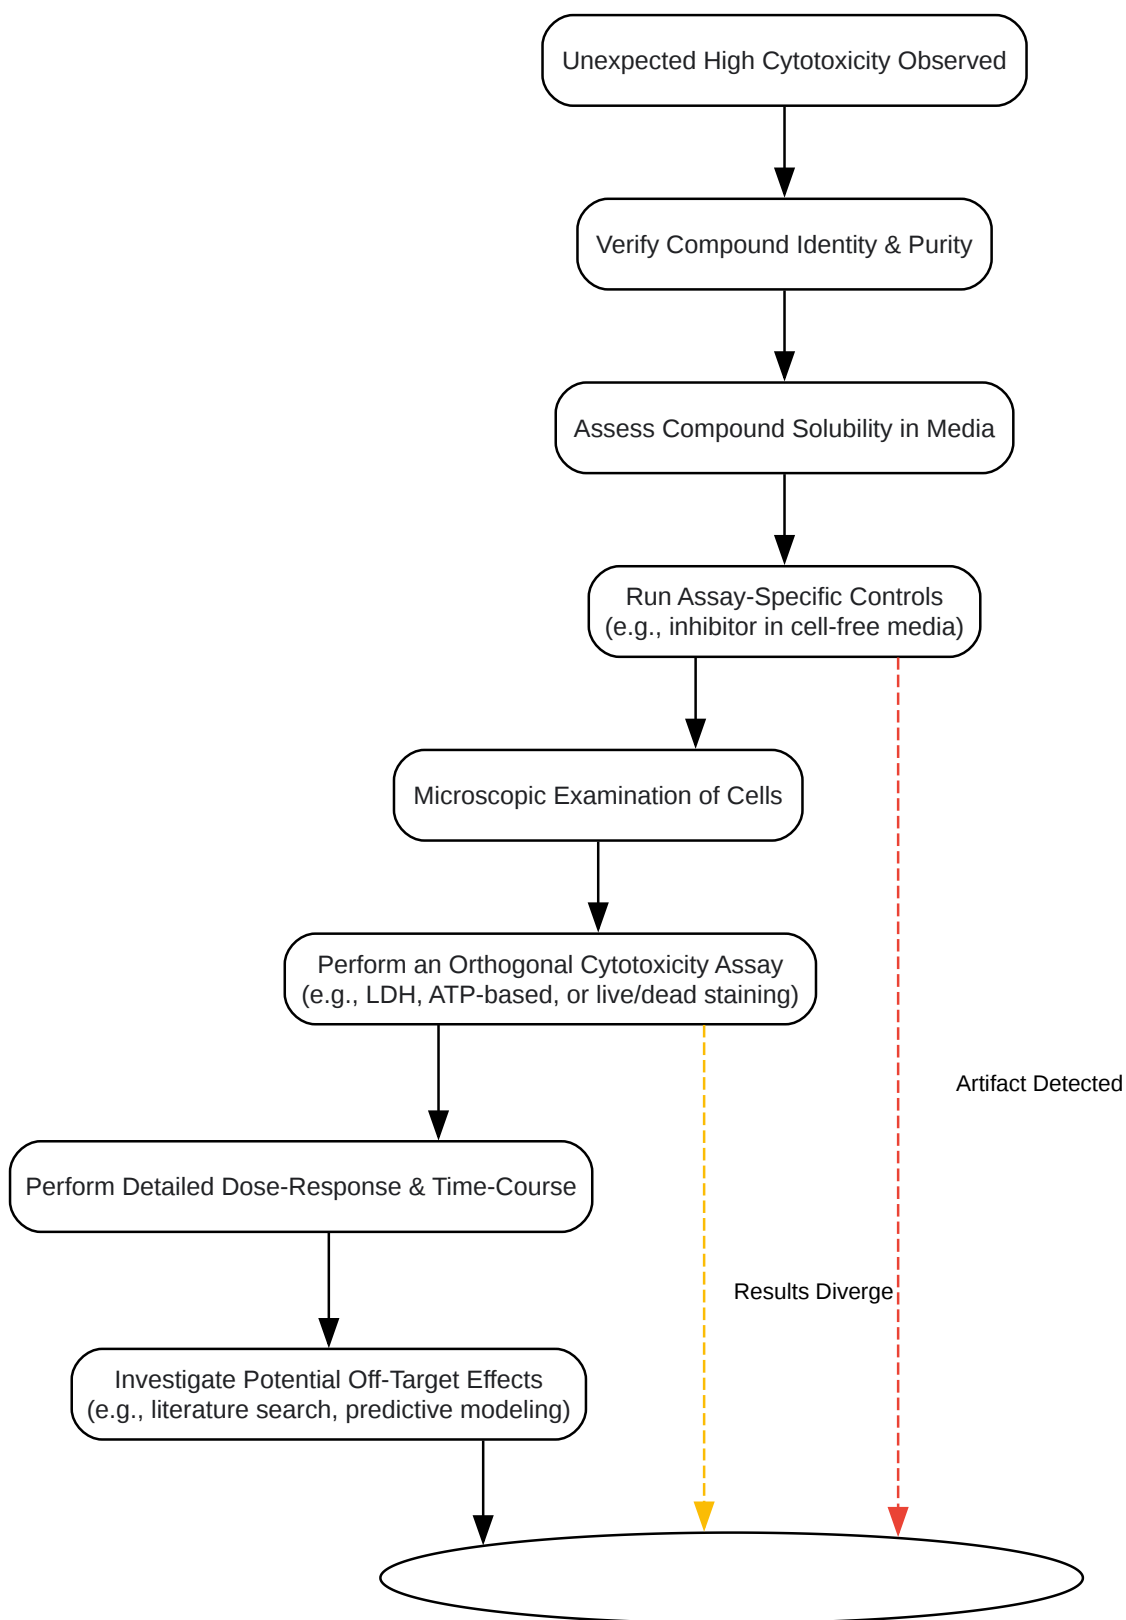 Unexpected High Cytotoxicity Observed
Verify Compound Identity & Purity
Assess Compound Solubility in Media
Run Assay-Specific Controls
(e.g., inhibitor in cell-free media)
Microscopic Examination of Cells
Perform an Orthogonal Cytotoxicity Assay
(e.g., LDH, ATP-based, or live/dead staining)
Artifact Detected
Perform Detailed Dose-Response & Time-Course
Results Diverge
Investigate Potential Off-Target Effects
(e.g., literature search, predictive modeling)